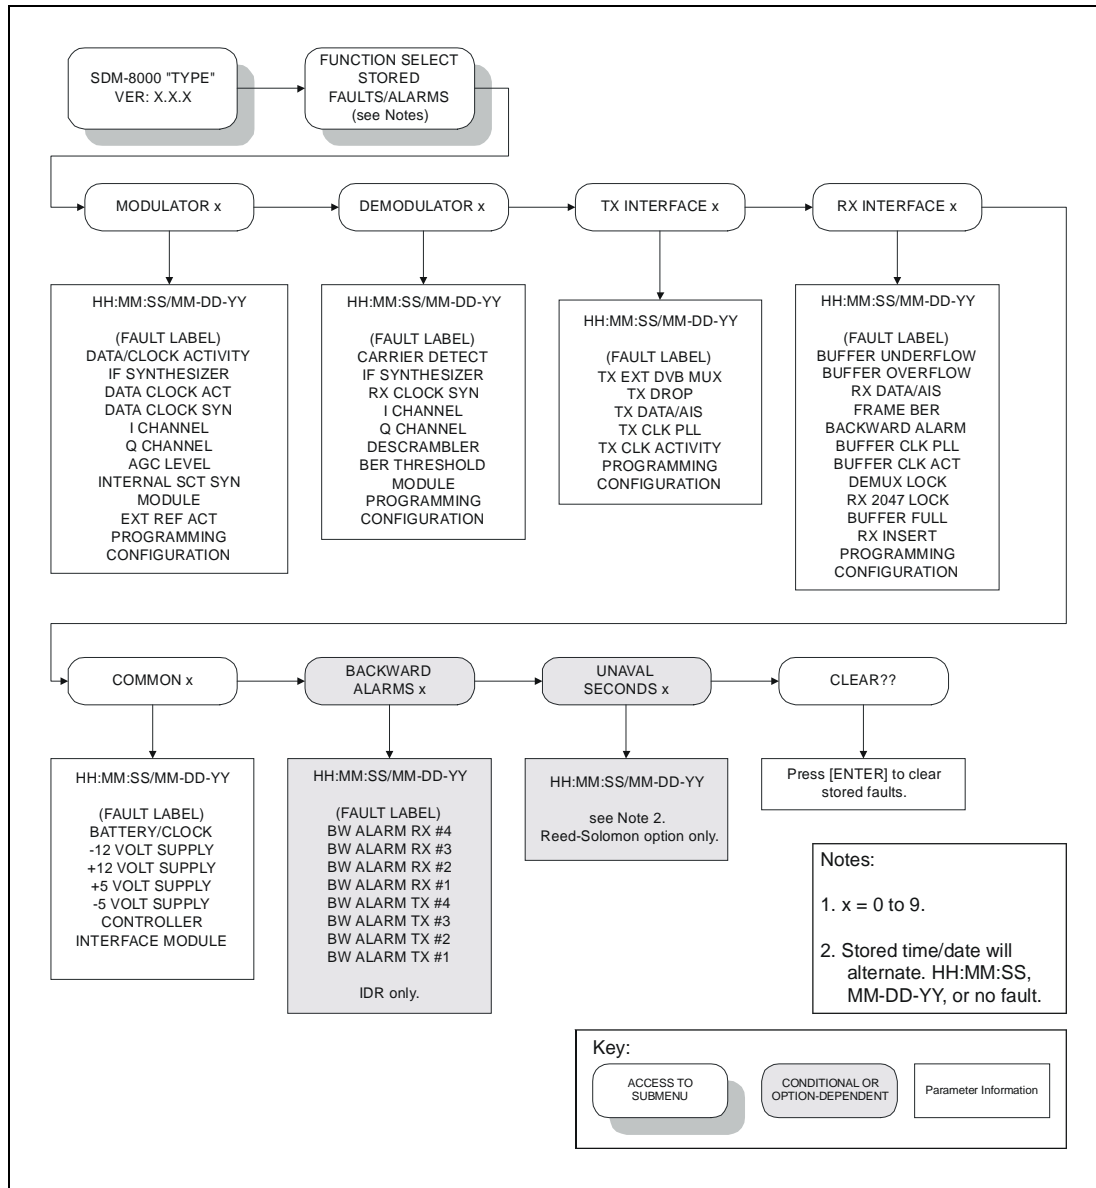 SDM-8000 "TYPE"
VER: X.X.X
FUNCTION SELECT
STORED
FAULTS/ALARMS
(see Notes)
MODULATOR x
DEMODULATOR x
TX INTERFACE x
RX INTERFACE x
HH:MM:SS/MM-DD-YY
(FAULT LABEL)
DATA/CLOCK ACTIVITY
IF SYNTHESIZER
DATA CLOCK ACT
DATA CLOCK SYN
I CHANNEL
Q CHANNEL
AGC LEVEL
INTERNAL SCT SYN
MODULE
EXT REF ACT
PROGRAMMING
CONFIGURATION
HH:MM:SS/MM-DD-YY
(FAULT LABEL)
CARRIER DETECT
IF SYNTHESIZER
RX CLOCK SYN
I CHANNEL
Q CHANNEL
DESCRAMBLER
BER THRESHOLD
MODULE
PROGRAMMING
CONFIGURATION
HH:MM:SS/MM-DD-YY
(FAULT LABEL)
TX EXT DVB MUX
TX DROP
TX DATA/AIS
TX CLK PLL
TX CLK ACTIVITY
PROGRAMMING
CONFIGURATION
HH:MM:SS/MM-DD-YY
(FAULT LABEL)
BUFFER UNDERFLOW
BUFFER OVERFLOW
RX DATA/AIS
FRAME BER
BACKWARD ALARM
BUFFER CLK PLL
BUFFER CLK ACT
DEMUX LOCK
RX 2047 LOCK
BUFFER FULL
RX INSERT
PROGRAMMING
CONFIGURATION
COMMON x
BACKWARD
ALARMS x
UNAVAL
SECONDS x
CLEAR??
HH:MM:SS/MM-DD-YY
(FAULT LABEL)
BATTERY/CLOCK
-12 VOLT SUPPLY
+12 VOLT SUPPLY
+5 VOLT SUPPLY
-5 VOLT SUPPLY
CONTROLLER
INTERFACE MODULE
HH:MM:SS/MM-DD-YY
(FAULT LABEL)
BW ALARM RX #4
BW ALARM RX #3
BW ALARM RX #2
BW ALARM RX #1
BW ALARM TX #4
BW ALARM TX #3
BW ALARM TX #2
BW ALARM TX #1
IDR only.
HH:MM:SS/MM-DD-YY
see Note 2.
Reed-Solomon option only.
Press [ENTER] to clear
stored faults.
Notes:
1. x = 0 to 9.
2. Stored time/date will
alternate. HH:MM:SS,
MM-DD-YY, or no fault.
Key:
ACCESS TO
SUBMENU
CONDITIONAL OR
OPTION-DEPENDENT
Parameter Information